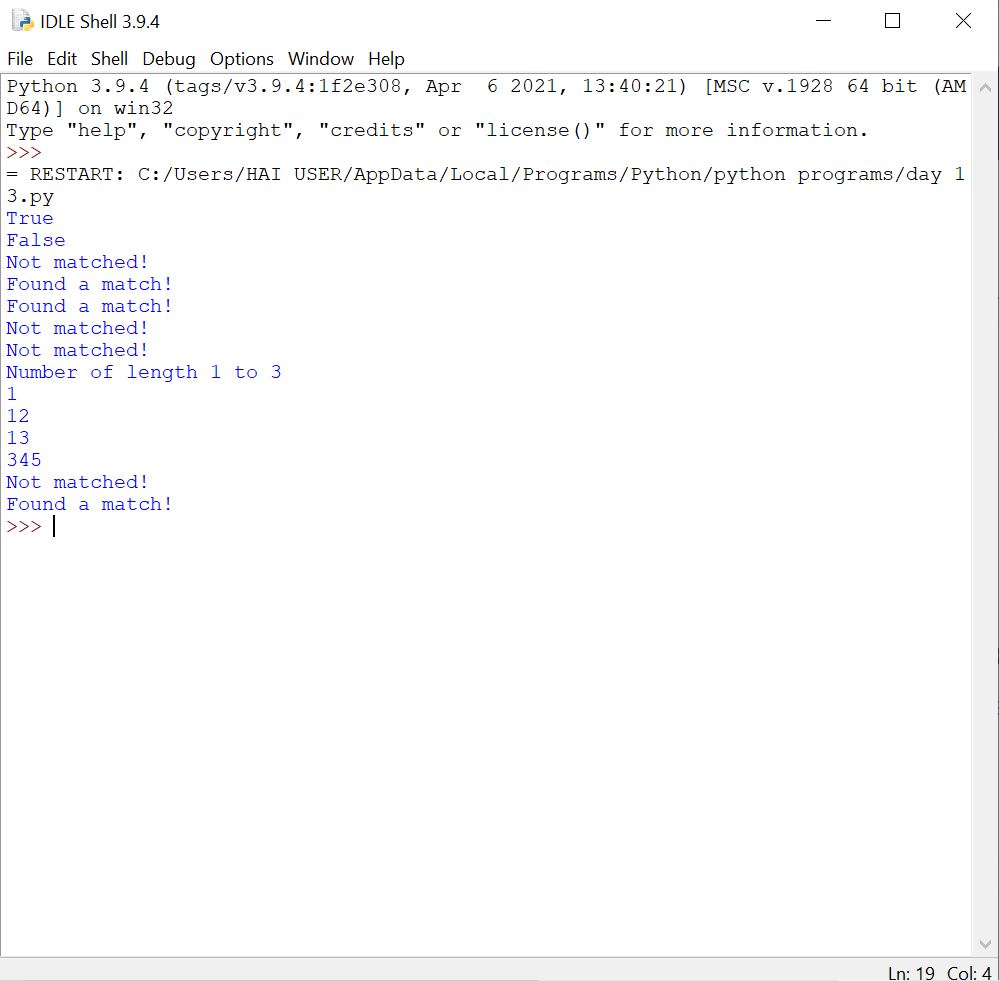 IDLE Shell 3.9.4
File Edit Shell Debug Options Window Help
Python 3.9.4 (tags/v3.9.4:1f2e308, Apr  6 2021, 13:40:21) [MSC v.1928 64 bit (AM
D64)] on win32
Type "help", "copyright", "credits" or "license()" for more information.
>>>
= RESTART: C:/Users/HAI USER/AppData/Local/Programs/Python/python programs/day 1
3.py
True
False
Not matched!
Found a match!
Found a match!
Not matched!
Not matched!
Number of length 1 to 3
1
12
13
345
Not matched!
Found a match!
>>>
Ln: 19 Col: 4